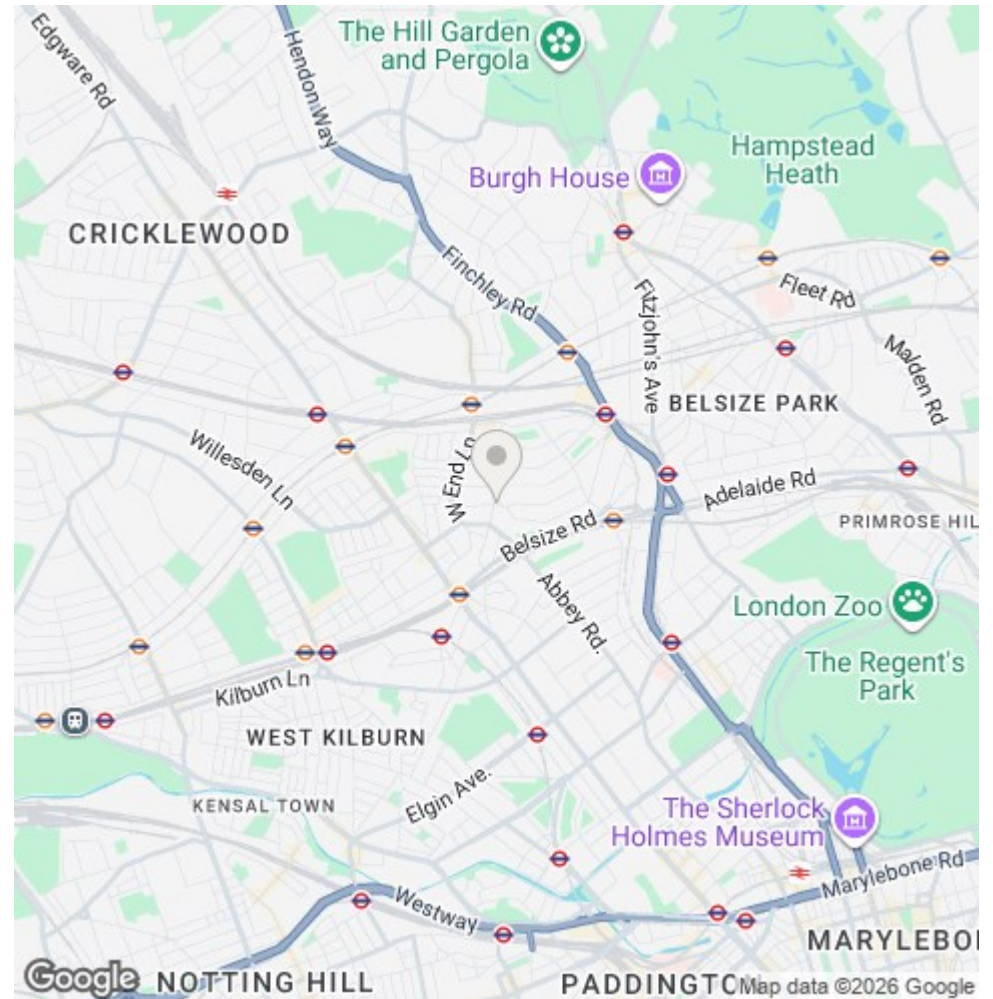 Edgware Rd
Hendon Way
The Hill Garden
and Pergola
Hampstead
Heath
Burgh House
CRICKLEWOOD
Finchley Rd
Fitzjohn's Ave
Fleet Rd
Malden Rd
BELSIZE PARK
Willesden Ln
W End Ln
Adelaide Rd
Belsize Rd
PRIMROSE HIL
Abbey Rd.
London Zoo
The Regent's
Park
Kilburn Ln
WEST KILBURN
Elgin Ave.
KENSAL TOWN
The Sherlock
Holmes Museum
Marylebone Rd
Westway
MARYLEBO
Google
NOTTING HILL
PADDINGTO
Map data ©2026 Google